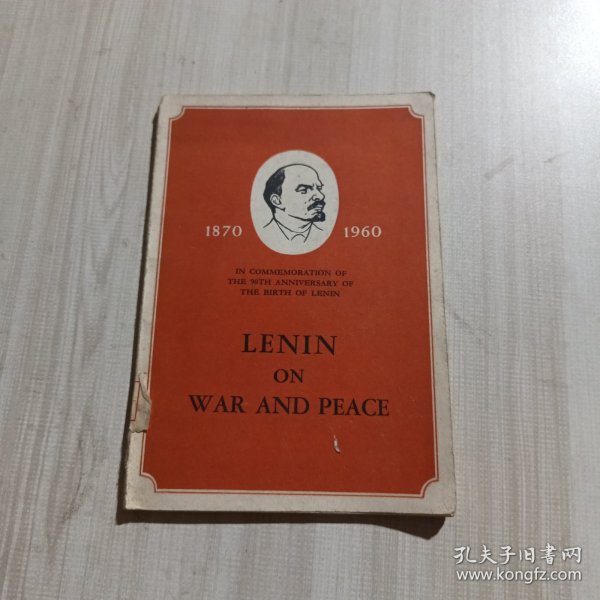 1870 1960
IN COMMEMORATION OF
THE 90TH ANNIVERSARY OF
THE BIRTH OF LENIN
LENIN
ON
WAR AND PEACE
孔夫子旧书网
www.kongfz.com